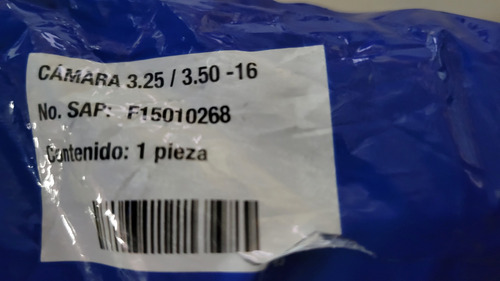 CÁMARA 3.25 / 3.50 -16
No. SAP: F15010268
Contenido: 1 pieza